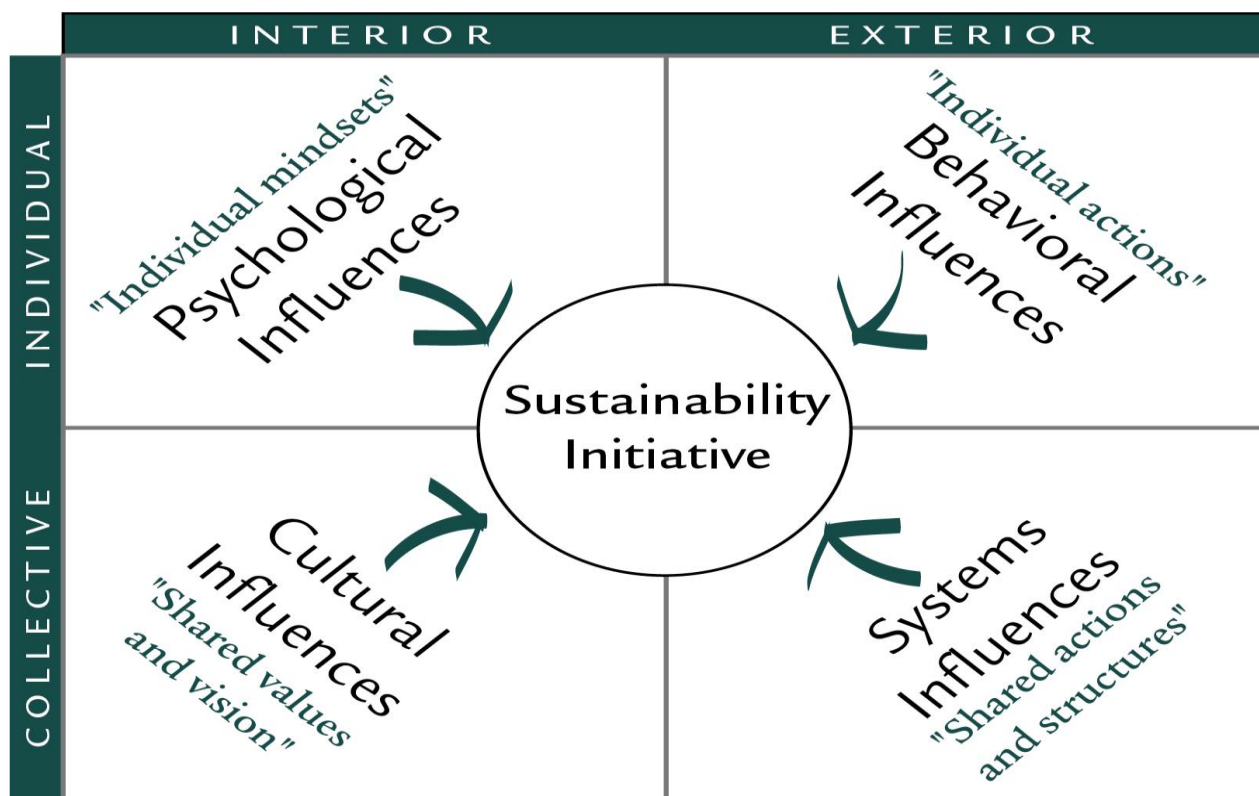 INTERIOR
EXTERIOR
INDIVIDUAL
COLLECTIVE
"Individual mindsets"
Psychological
Influences
"Individual actions"
Behavioral
Influences
Sustainability
Initiative
Cultural
Influences
"Shared values
and vision"
Systems
Influences
"Shared actions
and structures"